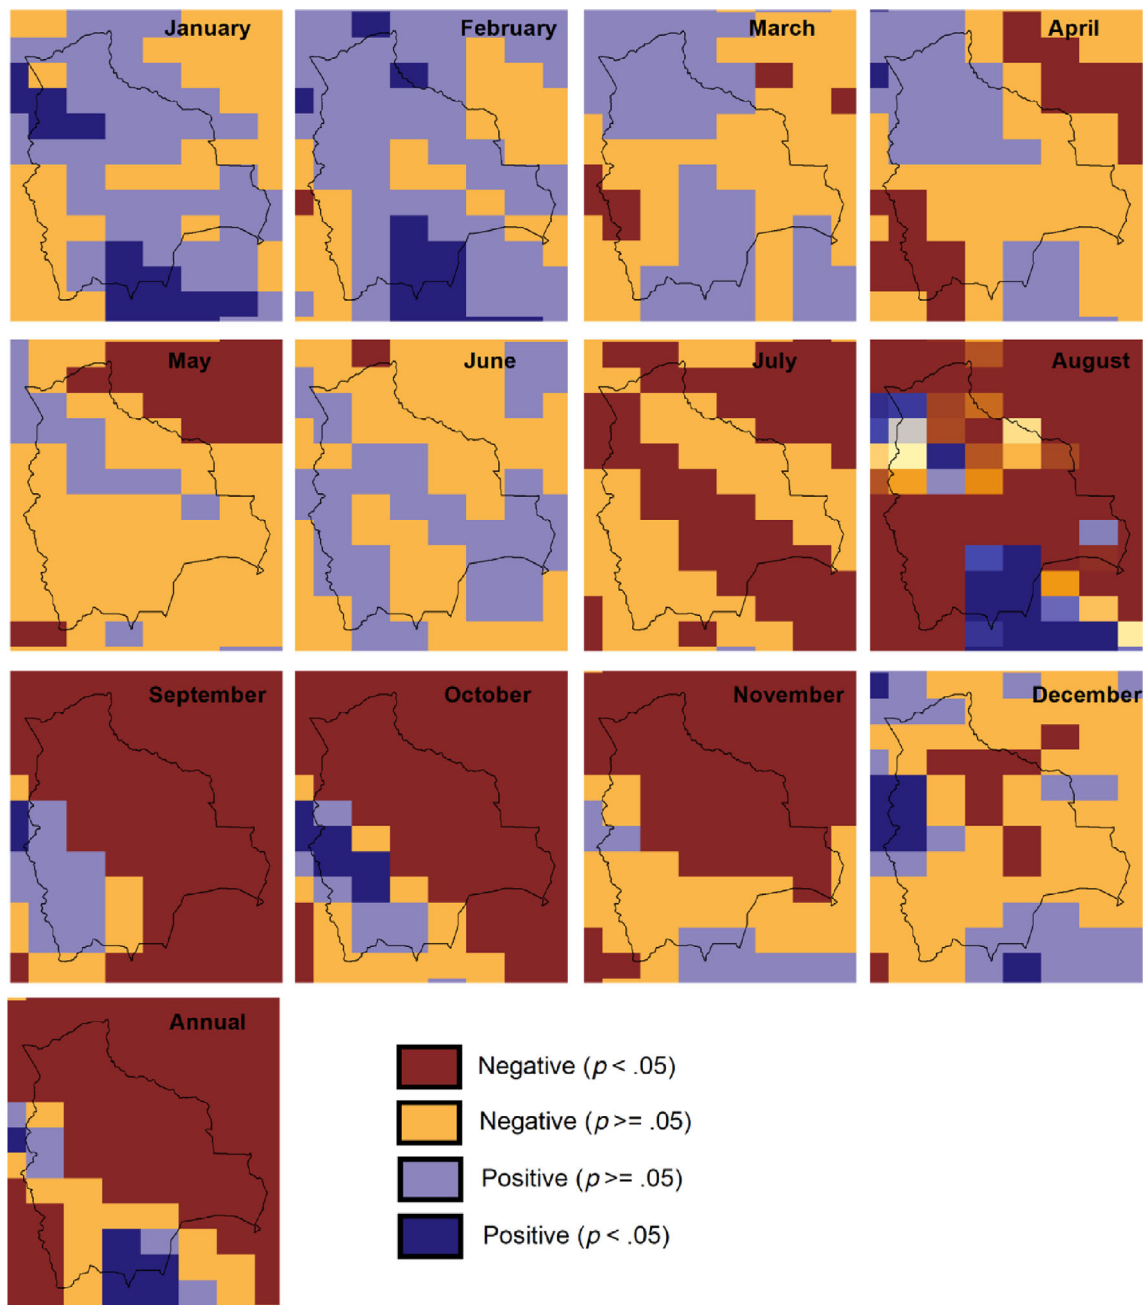 January
February
March
April
May
June
July
August
September
October
November
December
Annual
Negative (p < .05)
Negative (p >= .05)
Positive (p >= .05)
Positive (p < .05)